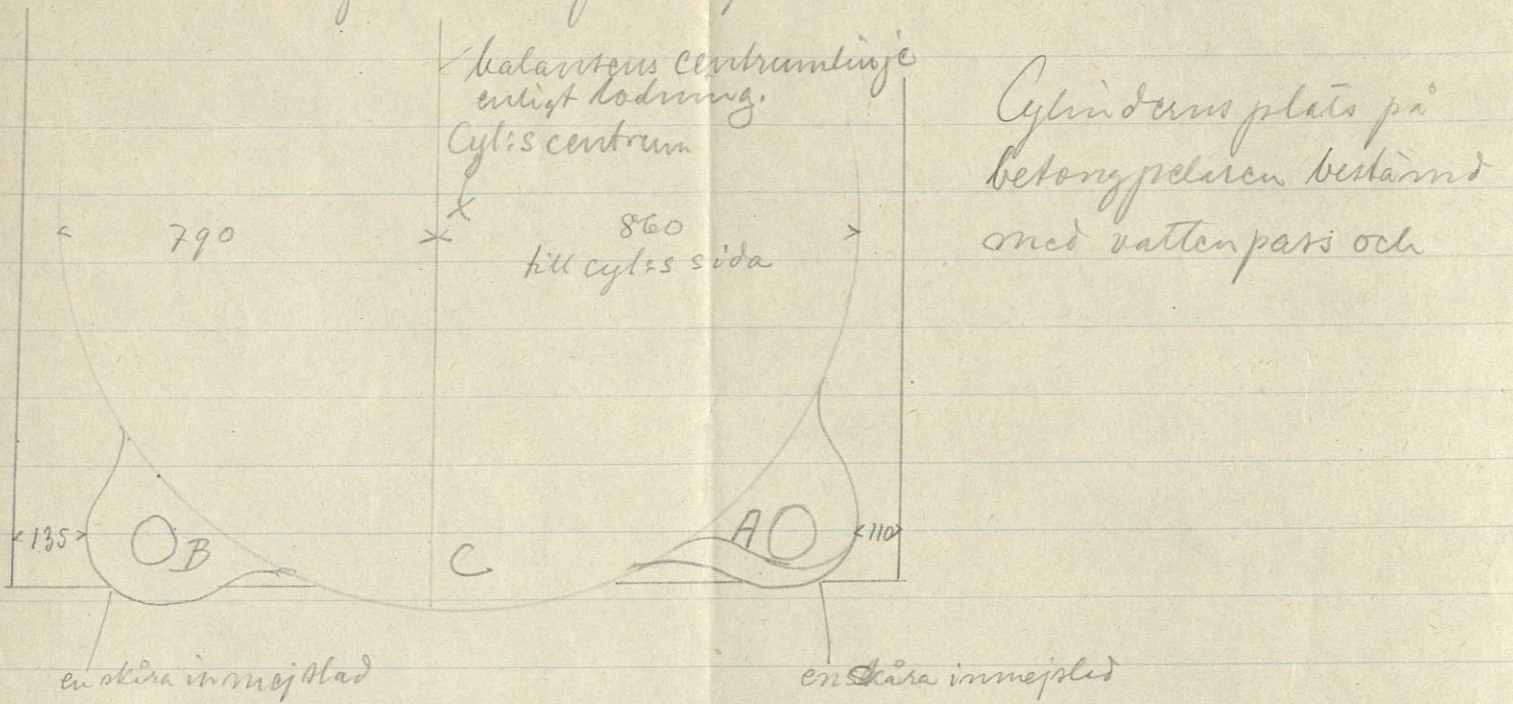 balansens centrumlinje
enligt lodning.
Cyl:s centrum
X
790
860
till cyl:s sida
Cylinderns plats på
betongpelaren bestämd
med vattenpass och
A
B
C
135
110
en skåra inmejslad
en skåra inmejslad